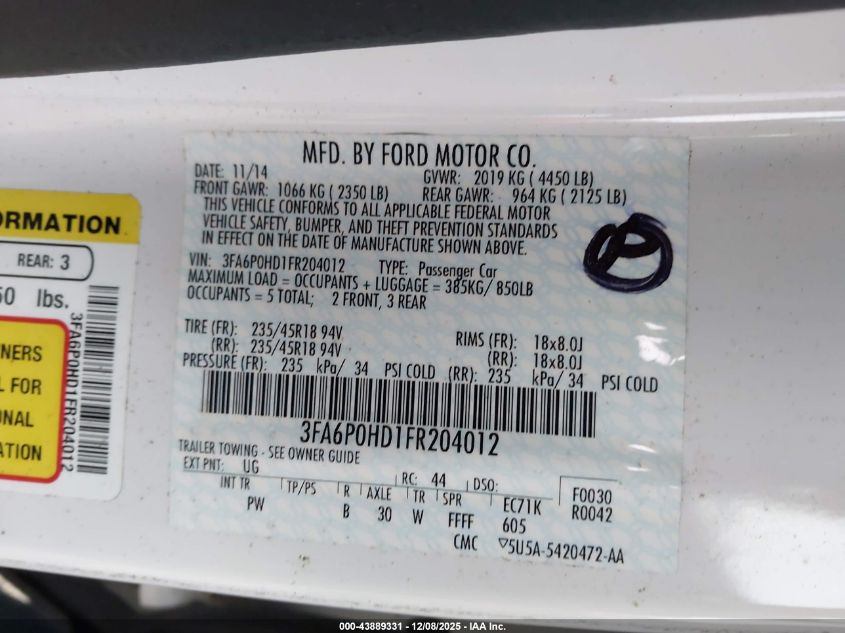 ORMATION
REAR: 3
50 lbs.
WNERS
L FOR
ONAL
ATION
3FA6P0HD1FR204012
MFD. BY FORD MOTOR CO.
DATE: 11/14 GVWR: 2019 KG ( 4450 LB)
FRONT GAWR: 1066 KG ( 2350 LB) REAR GAWR: 964 KG ( 2125 LB)
THIS VEHICLE CONFORMS TO ALL APPLICABLE FEDERAL MOTOR
VEHICLE SAFETY, BUMPER, AND THEFT PREVENTION STANDARDS
IN EFFECT ON THE DATE OF MANUFACTURE SHOWN ABOVE.
VIN: 3FA6P0HD1FR204012 TYPE: Passenger Car
MAXIMUM LOAD = OCCUPANTS + LUGGAGE = 385KG/ 850LB
OCCUPANTS = 5 TOTAL; 2 FRONT, 3 REAR
TIRE (FR): 235/45R18 94V RIMS (FR): 18x8.0J
(RR): 235/45R18 94V (RR): 18x8.0J
PRESSURE (FR): 235 kPa/ 34 PSI COLD (RR): 235 kPa/ 34 PSI COLD
3FA6P0HD1FR204012
TRAILER TOWING - SEE OWNER GUIDE
EXT PNT: UG RC: 44 DSO: F0030
INT TR TP/PS R AXLE TR SPR EC71K R0042
PW B 30 W FFFF 605
CMC ▽5U5A-5420472-AA
000-43889331 - 12/08/2025 - IAA Inc.